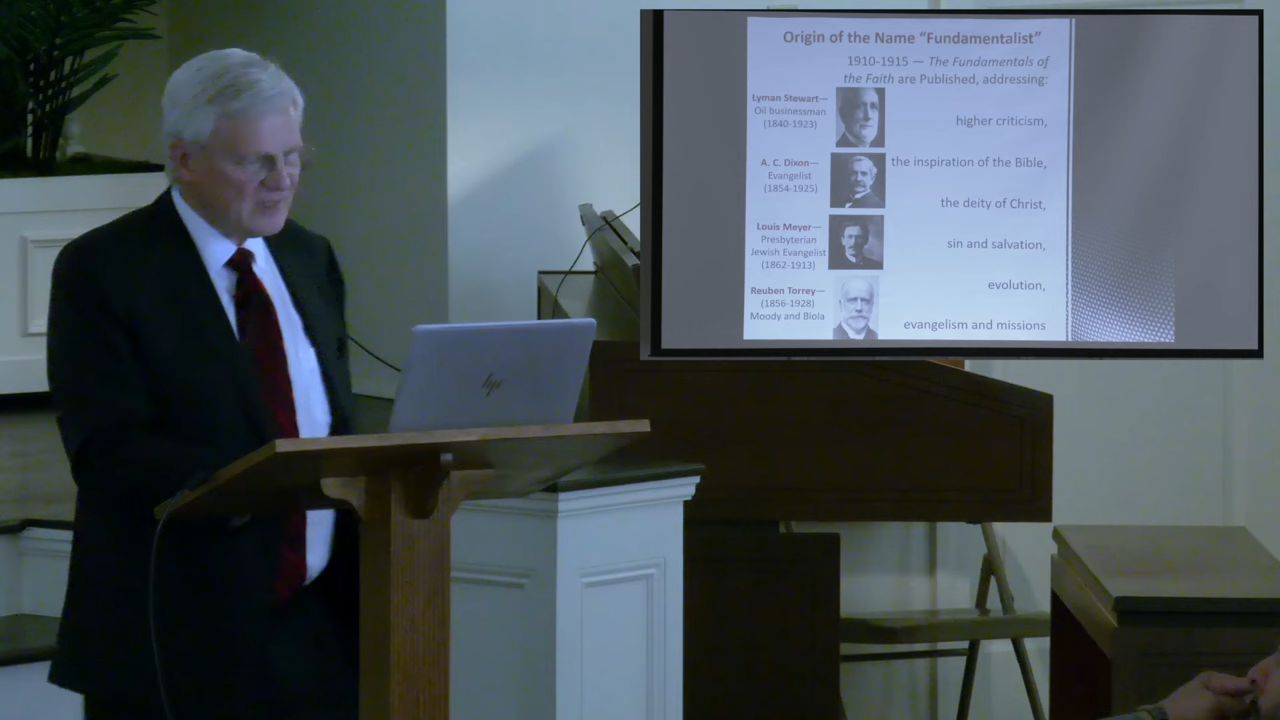 Origin of the Name “Fundamentalist”
1910-1915 — The Fundamentals of
the Faith are Published, addressing:
Lyman Stewart—
Oil businessman
(1840-1923)
higher criticism,
A. C. Dixon—
Evangelist
(1854-1925)
the inspiration of the Bible,
the deity of Christ,
Louis Meyer—
Presbyterian
Jewish Evangelist
(1862-1913)
sin and salvation,
evolution,
Reuben Torrey—
(1856-1928)
Moody and Biola
evangelism and missions
hp